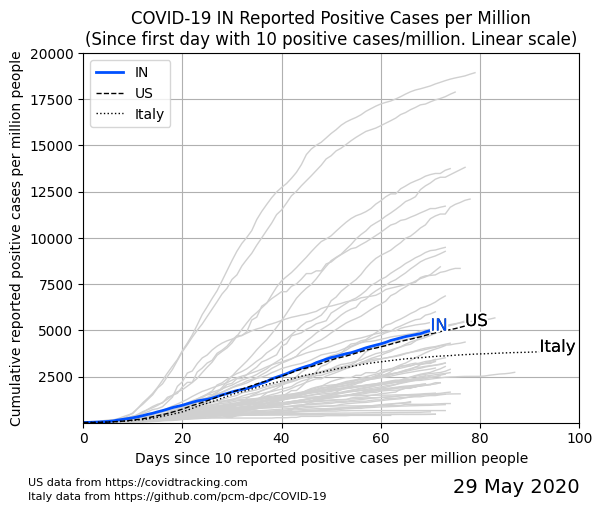 COVID-19 IN Reported Positive Cases per Million
(Since first day with 10 positive cases/million. Linear scale)
Cumulative reported positive cases per million people
20000
17500
15000
12500
10000
7500
5000
2500
IN
US
Italy
IN
US
Italy
0
20
40
60
80
100
Days since 10 reported positive cases per million people
US data from https://covidtracking.com
Italy data from https://github.com/pcm-dpc/COVID-19
29 May 2020